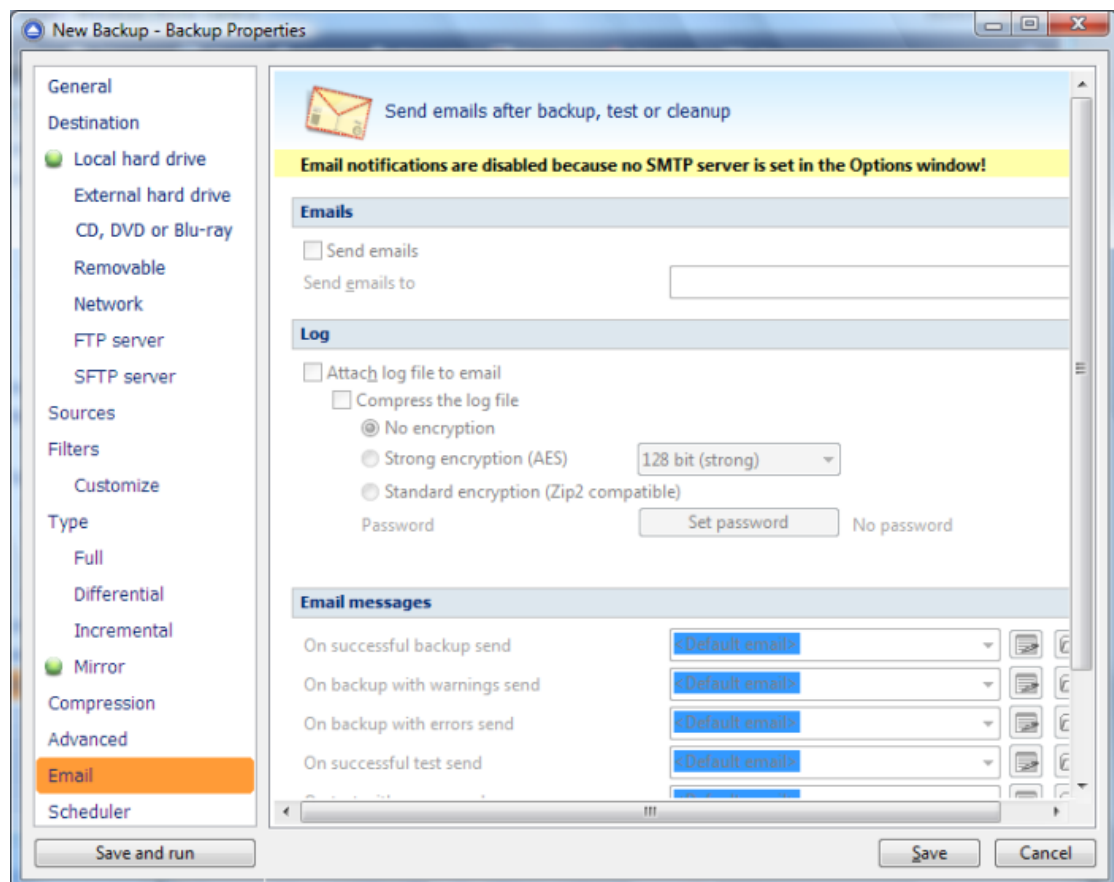 New Backup - Backup Properties
General
Destination
Local hard drive
External hard drive
CD, DVD or Blu-ray
Removable
Network
FTP server
SFTP server
Sources
Filters
Customize
Type
Full
Differential
Incremental
Mirror
Compression
Advanced
Email
Scheduler
Send emails after backup, test or cleanup
Email notifications are disabled because no SMTP server is set in the Options window!
Emails
Send emails
Send emails to
Log
Attach log file to email
Compress the log file
No encryption
Strong encryption (AES) 128 bit (strong)
Standard encryption (Zip2 compatible)
Password Set password No password
Email messages
On successful backup send <Default email>
On backup with warnings send <Default email>
On backup with errors send <Default email>
On successful test send <Default email>
Save and run Save Cancel